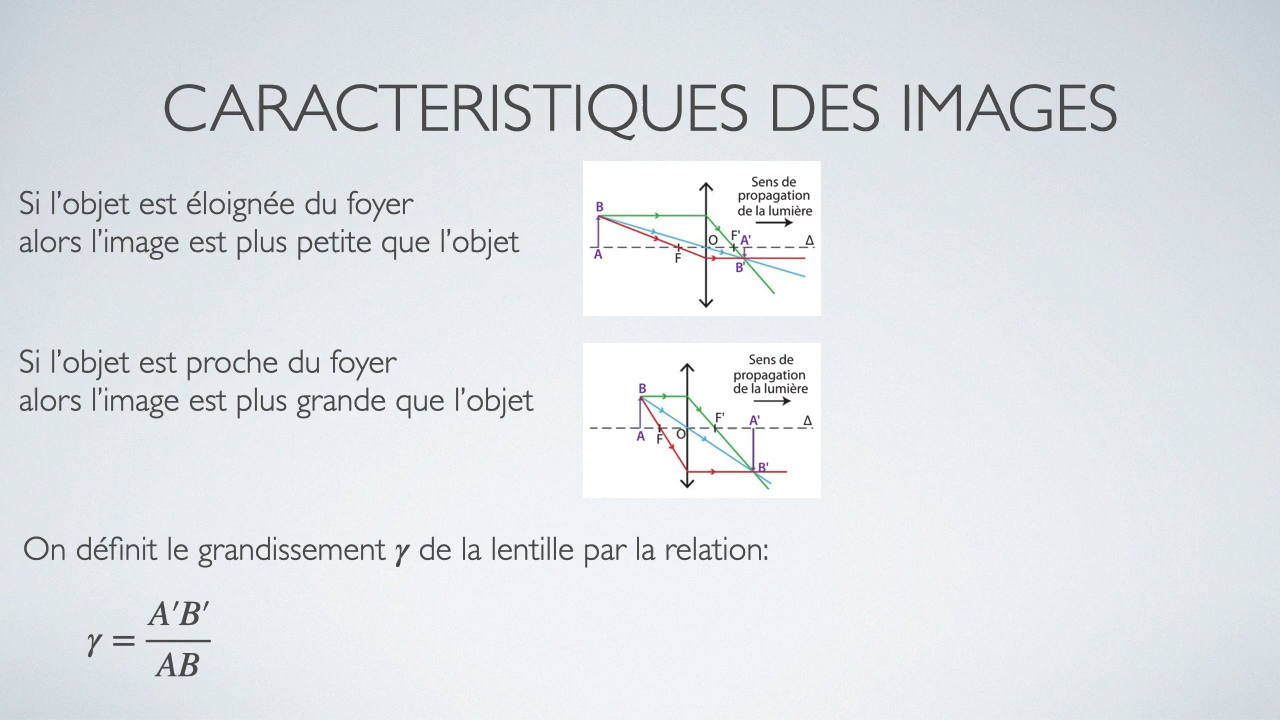 CARACTERISTIQUES DES IMAGES
Si l’objet est éloignée du foyer
alors l’image est plus petite que l’objet
Sens de
propagation
de la lumière
B
O
F'
A'
Δ
A
F
B'
Si l’objet est proche du foyer
alors l’image est plus grande que l’objet
Sens de
propagation
de la lumière
B
F'
A'
Δ
A
F
O
B'
On définit le grandissement γ de la lentille par la relation:
γ = A′B′ / AB